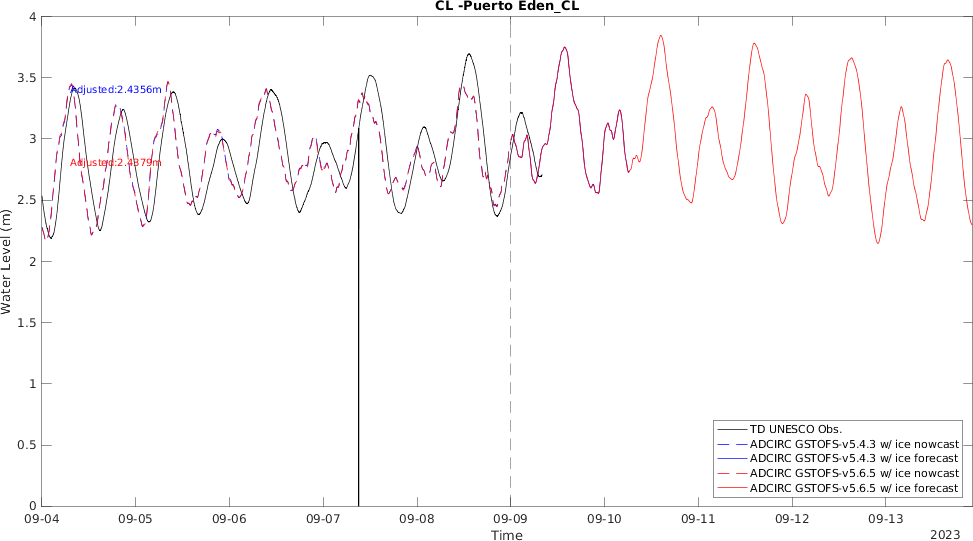 CL -Puerto Eden_CL
4
3.5
3
2.5
2
1.5
1
0.5
0
Water Level (m)
Adjusted:2.4356m
Adjusted:2.4379m
TD UNESCO Obs.
ADCIRC GSTOFS-v5.4.3 w/ ice nowcast
ADCIRC GSTOFS-v5.4.3 w/ ice forecast
ADCIRC GSTOFS-v5.6.5 w/ ice nowcast
ADCIRC GSTOFS-v5.6.5 w/ ice forecast
09-04 09-05 09-06 09-07 09-08 09-09 09-10 09-11 09-12 09-13
Time
2023